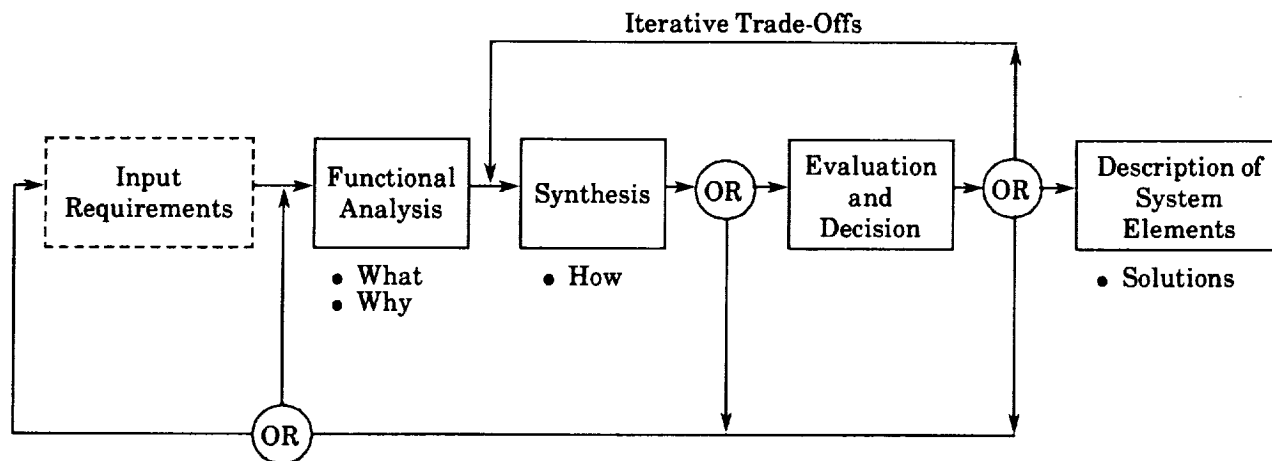 Iterative Trade-Offs
Input
Requirements
Functional
Analysis
• What
• Why
Synthesis
• How
OR
Evaluation
and
Decision
OR
Description of
System
Elements
• Solutions
OR